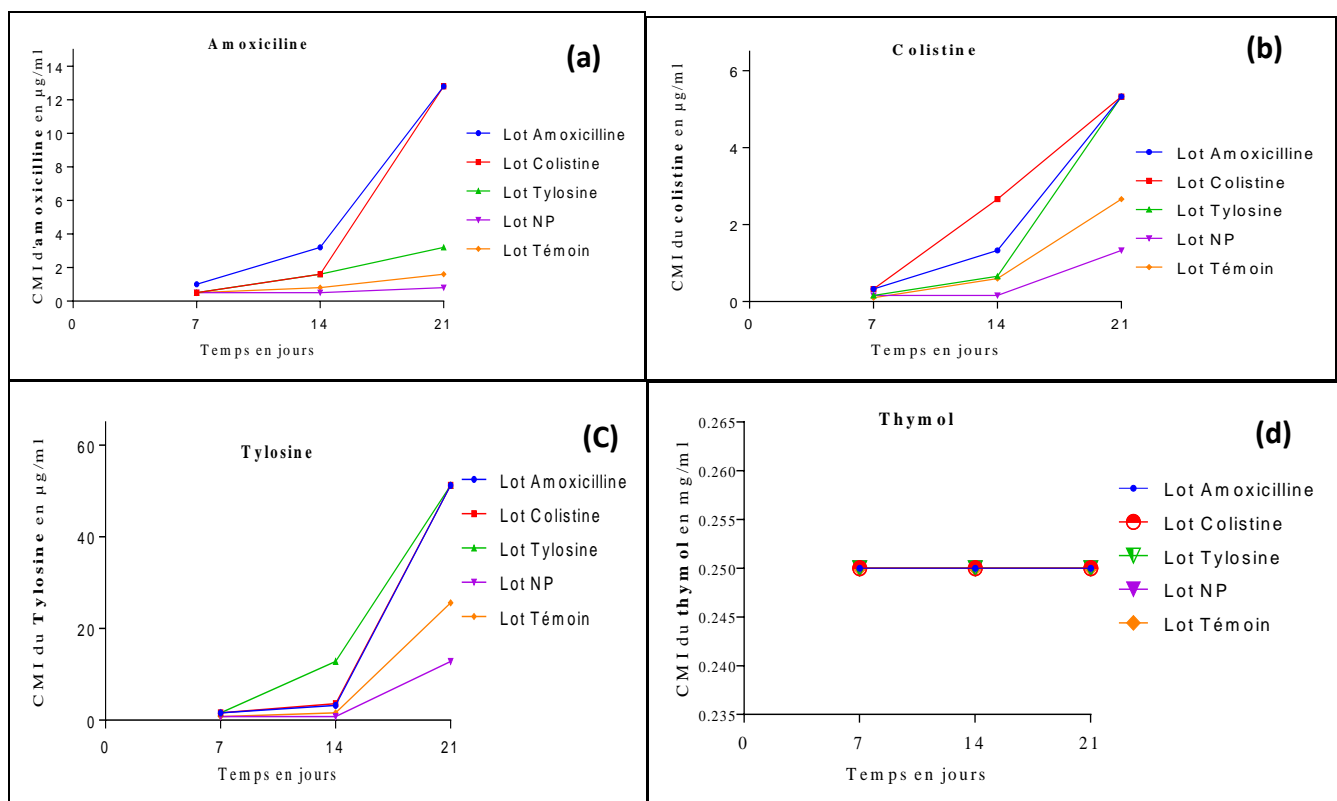 Amoxiciline
(a)
CMI d'amoxicilline en µg/ml
14
12
10
8
6
4
2
0
0
7
14
21
Temps en jours
Lot Amoxicilline
Lot Colistine
Lot Tylosine
Lot NP
Lot Témoin
Colistine
(b)
CMI du colistine en µg/ml
6
4
2
0
0
7
14
21
Temps en jours
Lot Amoxicilline
Lot Colistine
Lot Tylosine
Lot NP
Lot Témoin
Tylosine
(C)
CMI du Tylosine en µg/ml
60
40
20
0
0
7
14
21
Temps en jours
Lot Amoxicilline
Lot Colistine
Lot Tylosine
Lot NP
Lot Témoin
Thymol
(d)
CMI du thymol en mg/ml
0.265
0.260
0.255
0.250
0.245
0.240
0.235
0
7
14
21
Temps en jours
Lot Amoxicilline
Lot Colistine
Lot Tylosine
Lot NP
Lot Témoin